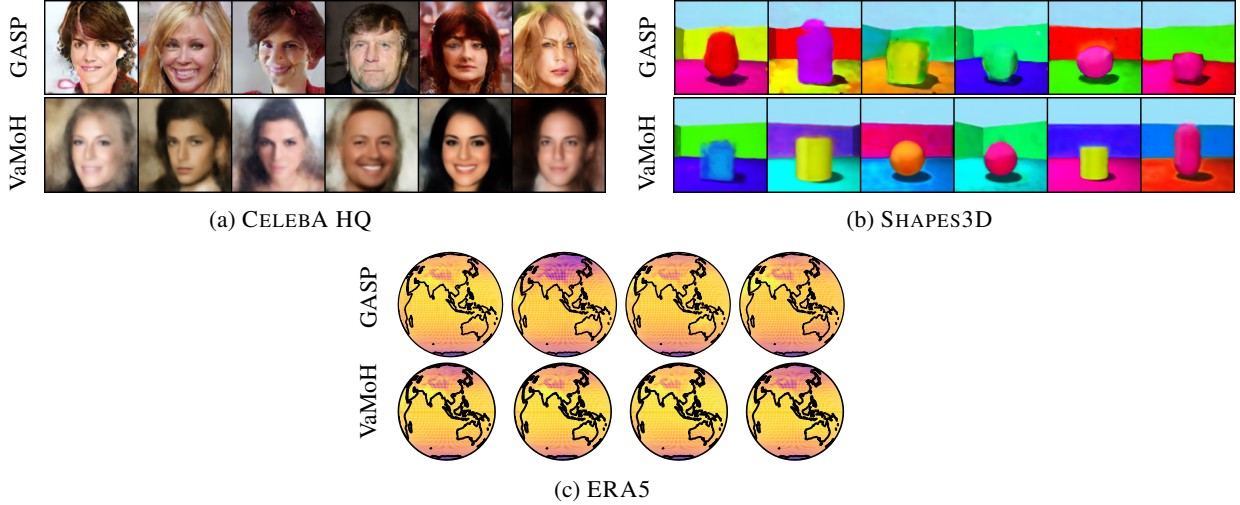 GASP
VaMoH
(a) CELEBA HQ
GASP
VaMoH
(b) SHAPES3D
GASP
VaMoH
(c) ERA5